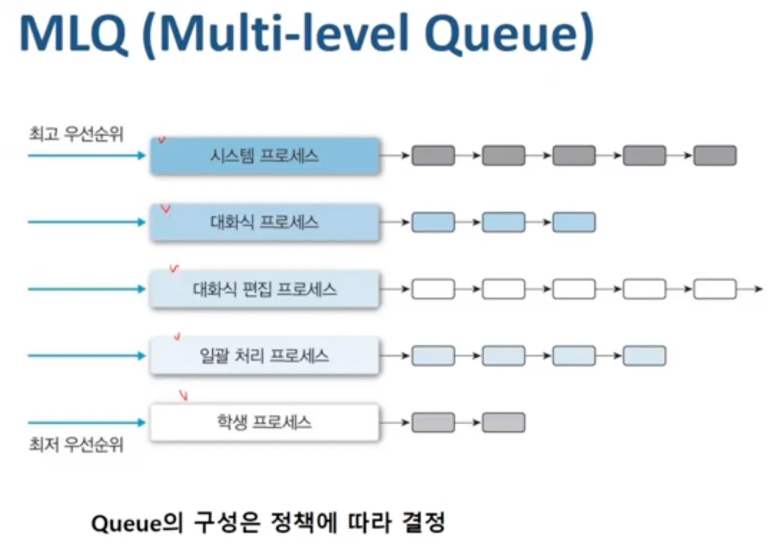 MLQ (Multi-level Queue)
최고 우선순위
시스템 프로세스
대화식 프로세스
대화식 편집 프로세스
일괄 처리 프로세스
학생 프로세스
최저 우선순위
Queue의 구성은 정책에 따라 결정